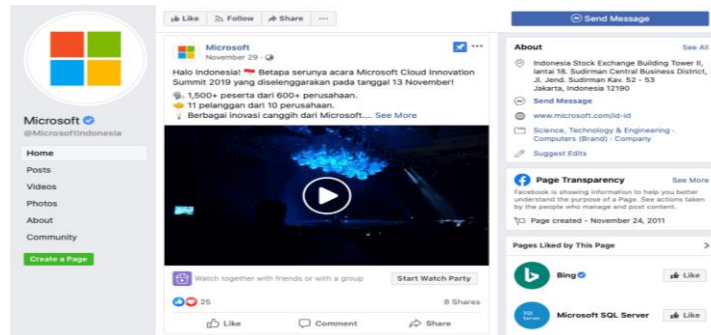 Like Follow Share ...
Send Message
Microsoft
@MicrosoftIndonesia
Home
Posts
Videos
Photos
About
Community
Create a Page
Microsoft
November 29 ·
Halo Indonesia! Betapa serunya acara Microsoft Cloud Innovation
Summit 2019 yang diselenggarakan pada tanggal 13 November!
1,500+ peserta dari 600+ perusahaan.
11 pelanggan dari 10 perusahaan.
Berbagai inovasi canggih dari Microsoft.... See More
Watch together with friends or with a group
Start Watch Party
25
8 Shares
Like Comment Share
About See All
Indonesia Stock Exchange Building Tower II,
lantai 18. Sudirman Central Business District,
Jl. Jend. Sudirman Kav. 52 - 53
Jakarta, Indonesia 12190
Send Message
www.microsoft.com/id-id
Science, Technology & Engineering ·
Computers (Brand) · Company
Suggest Edits
Page Transparency See More
Facebook is showing information to help you better
understand the purpose of a Page. See actions taken
by the people who manage and post content.
Page created - November 24, 2011
Pages Liked by This Page
Bing Like
SQL
Server
Microsoft SQL Server Like